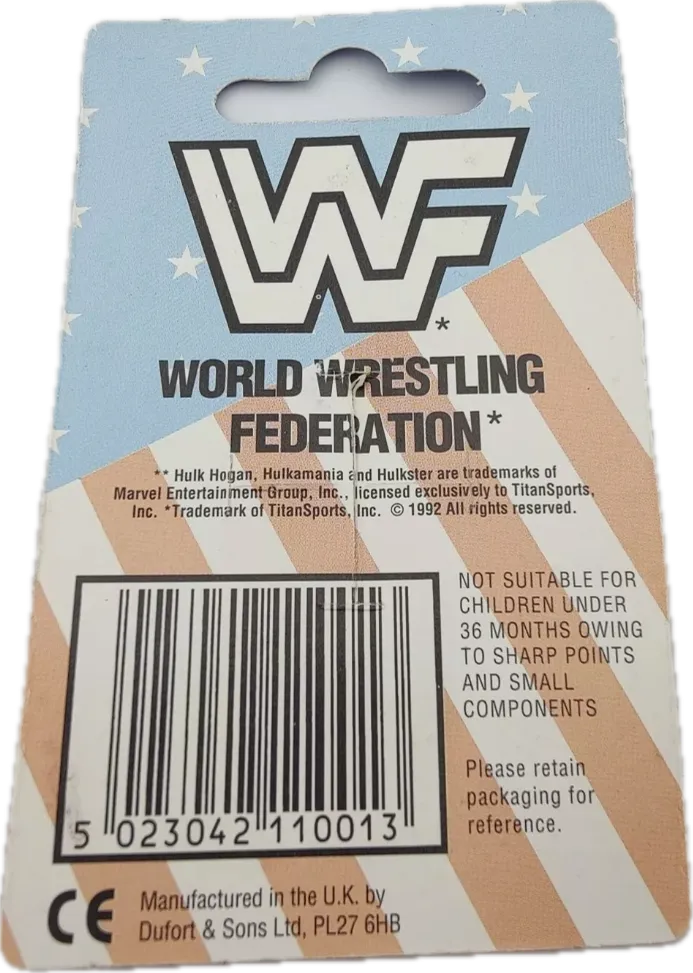 WF
*
WORLD WRESTLING
FEDERATION*
** Hulk Hogan, Hulkamania and Hulkster are trademarks of
Marvel Entertainment Group, Inc., licensed exclusively to TitanSports,
Inc. *Trademark of TitanSports, Inc. © 1992 All rights reserved.
NOT SUITABLE FOR
CHILDREN UNDER
36 MONTHS OWING
TO SHARP POINTS
AND SMALL
COMPONENTS
Please retain
packaging for
reference.
5 023042 110013
CE Manufactured in the U.K. by
Dufort & Sons Ltd, PL27 6HB